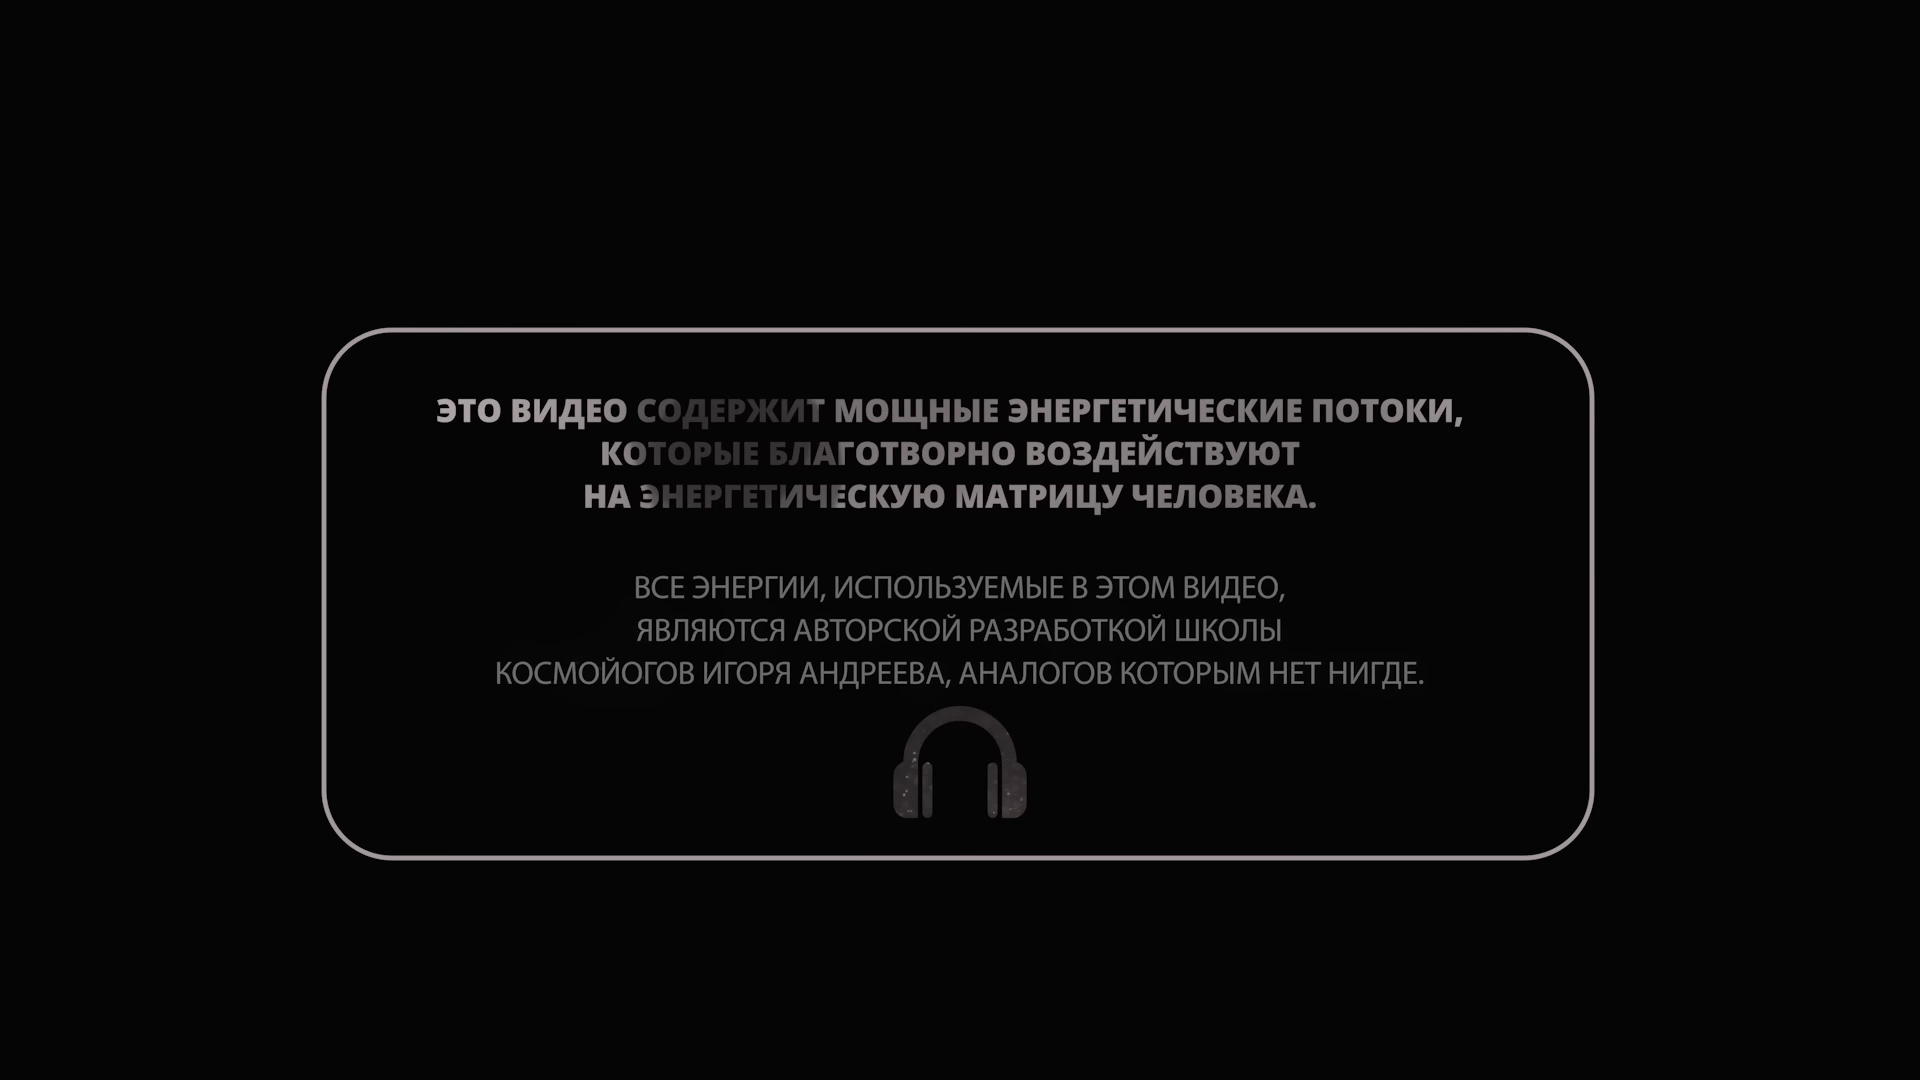 ЭТО ВИДЕО СОДЕРЖИТ МОЩНЫЕ ЭНЕРГЕТИЧЕСКИЕ ПОТОКИ,
КОТОРЫЕ БЛАГОТВОРНО ВОЗДЕЙСТВУЮТ
НА ЭНЕРГЕТИЧЕСКУЮ МАТРИЦУ ЧЕЛОВЕКА.
ВСЕ ЭНЕРГИИ, ИСПОЛЬЗУЕМЫЕ В ЭТОМ ВИДЕО,
ЯВЛЯЮТСЯ АВТОРСКОЙ РАЗРАБОТКОЙ ШКОЛЫ
КОСМОЙОГОВ ИГОРЯ АНДРЕЕВА, АНАЛОГОВ КОТОРЫМ НЕТ НИГДЕ.